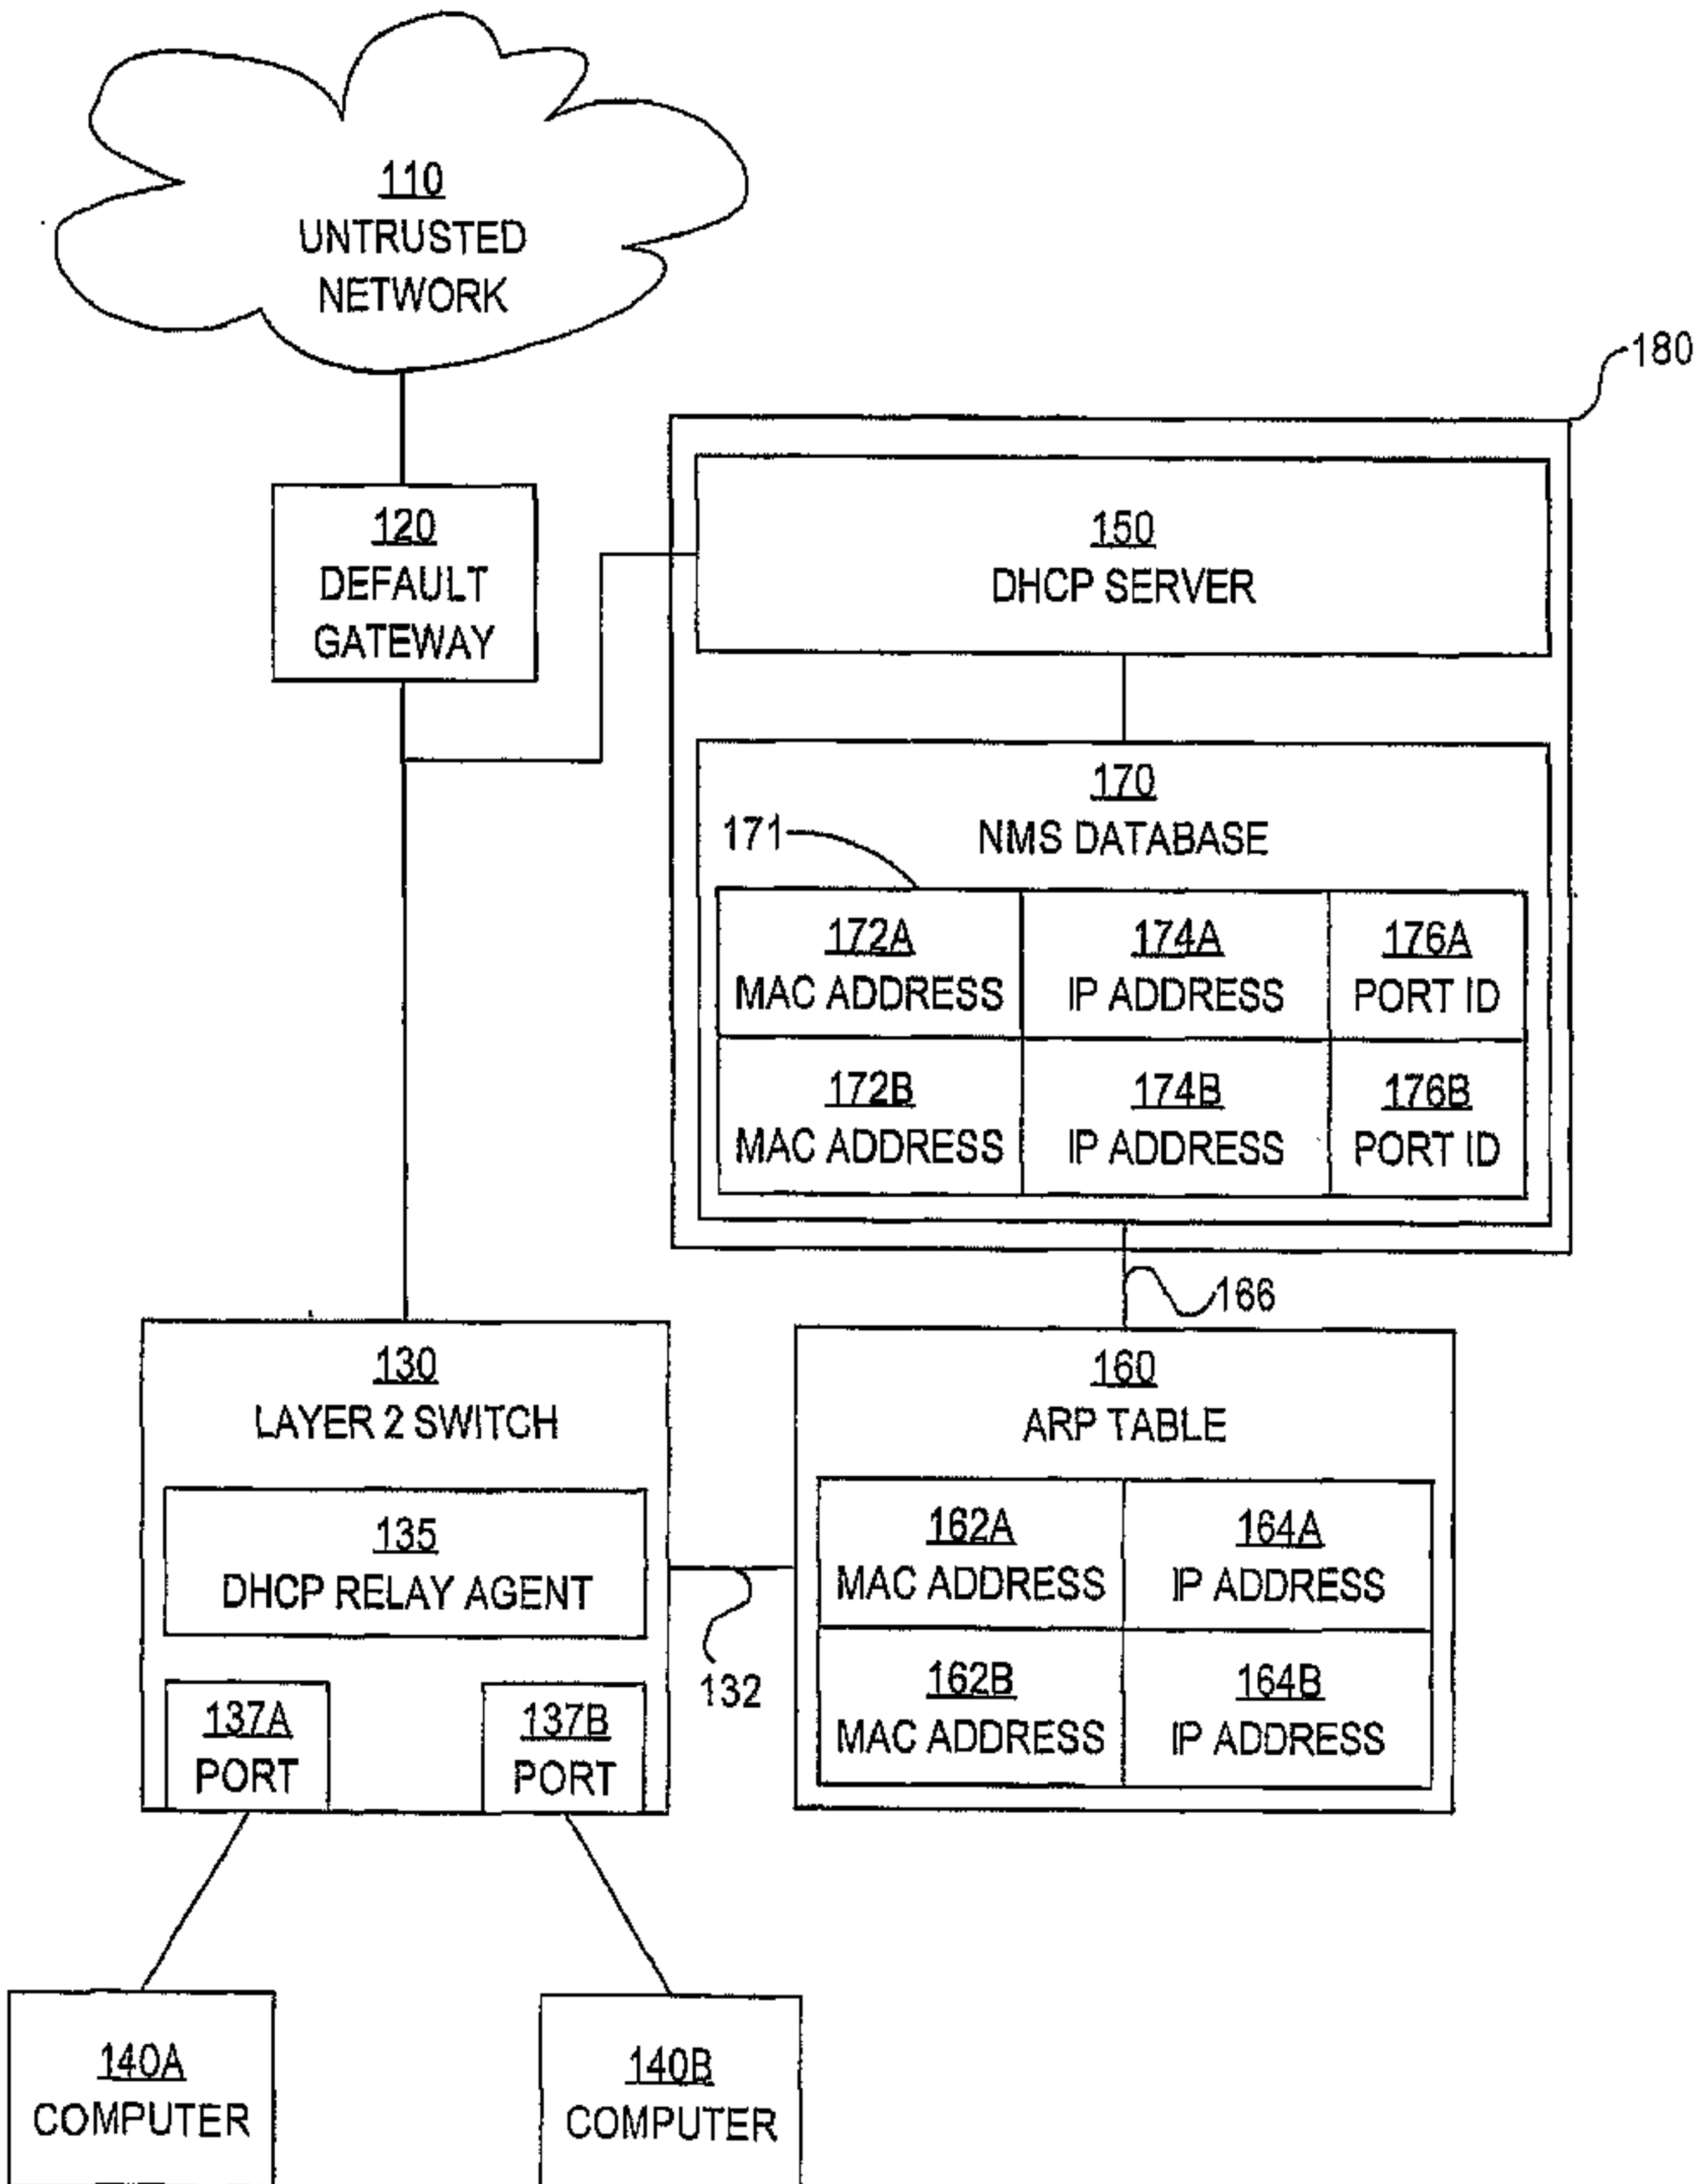 110
UNTRUSTED
NETWORK
180
120
DEFAULT
GATEWAY
150
DHCP SERVER
170
NMS DATABASE
171
172A
MAC ADDRESS
174A
IP ADDRESS
176A
PORT ID
172B
MAC ADDRESS
174B
IP ADDRESS
176B
PORT ID
166
130
LAYER 2 SWITCH
135
DHCP RELAY AGENT
137A
PORT
137B
PORT
132
160
ARP TABLE
162A
MAC ADDRESS
164A
IP ADDRESS
162B
MAC ADDRESS
164B
IP ADDRESS
140A
COMPUTER
140B
COMPUTER